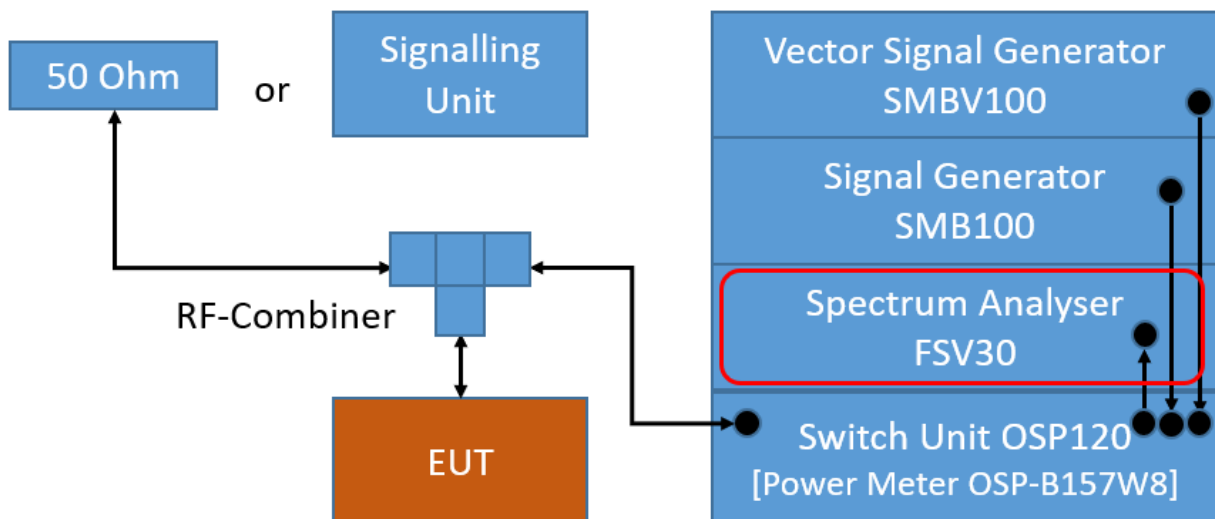 50 Ohm
or
Signalling
Unit
Vector Signal Generator
SMBV100
Signal Generator
SMB100
RF-Combiner
Spectrum Analyser
FSV30
EUT
Switch Unit OSP120
[Power Meter OSP-B157W8]